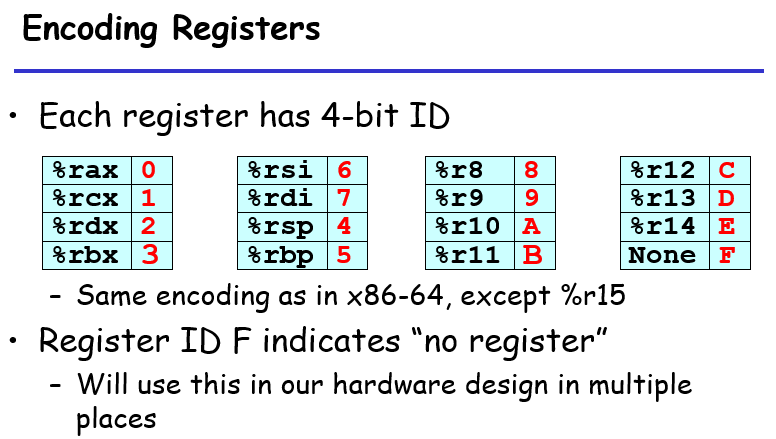 Encoding Registers
• Each register has 4-bit ID
%rax 0 %rsi 6 %r8 8 %r12 C
%rcx 1 %rdi 7 %r9 9 %r13 D
%rdx 2 %rsp 4 %r10 A %r14 E
%rbx 3 %rbp 5 %r11 B None F
– Same encoding as in x86-64, except %r15
• Register ID F indicates “no register”
– Will use this in our hardware design in multiple
places